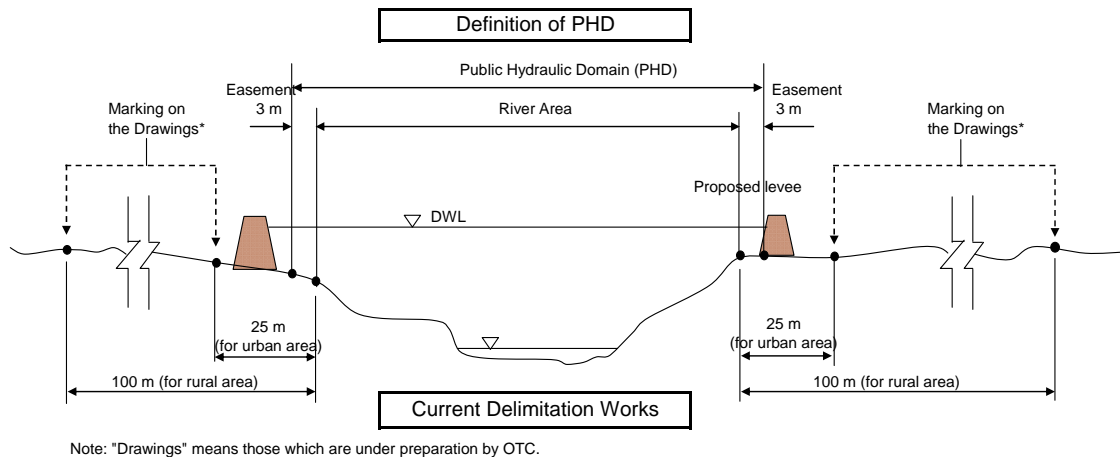 Definition of PHD
Public Hydraulic Domain (PHD)
Easement
3 m
River Area
Easement
3 m
Marking on
the Drawings*
Marking on
the Drawings*
Proposed levee
DWL
25 m
(for urban area)
100 m (for rural area)
25 m
(for urban area)
100 m (for rural area)
Current Delimitation Works
Note: "Drawings" means those which are under preparation by OTC.